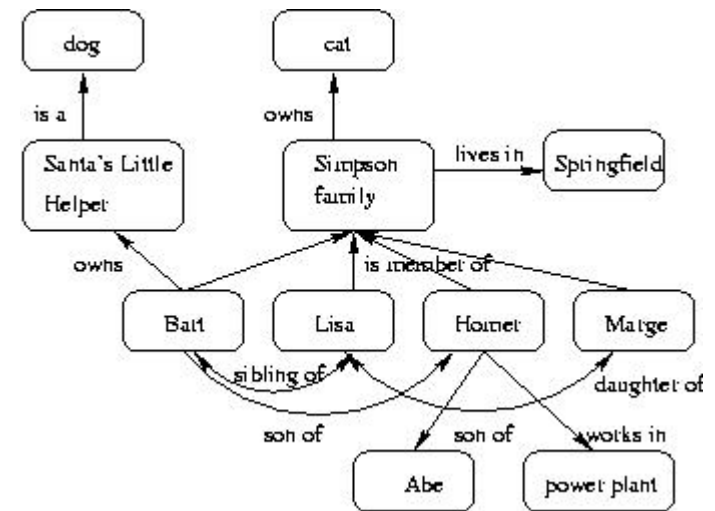 dog
cat
is a
owns
Santa's Little
Helper
Simpson
family
lives in
Springfield
owns
is member of
Bart
Lisa
Homer
Marge
sibling of
daughter of
son of
son of
works in
Abe
power plant